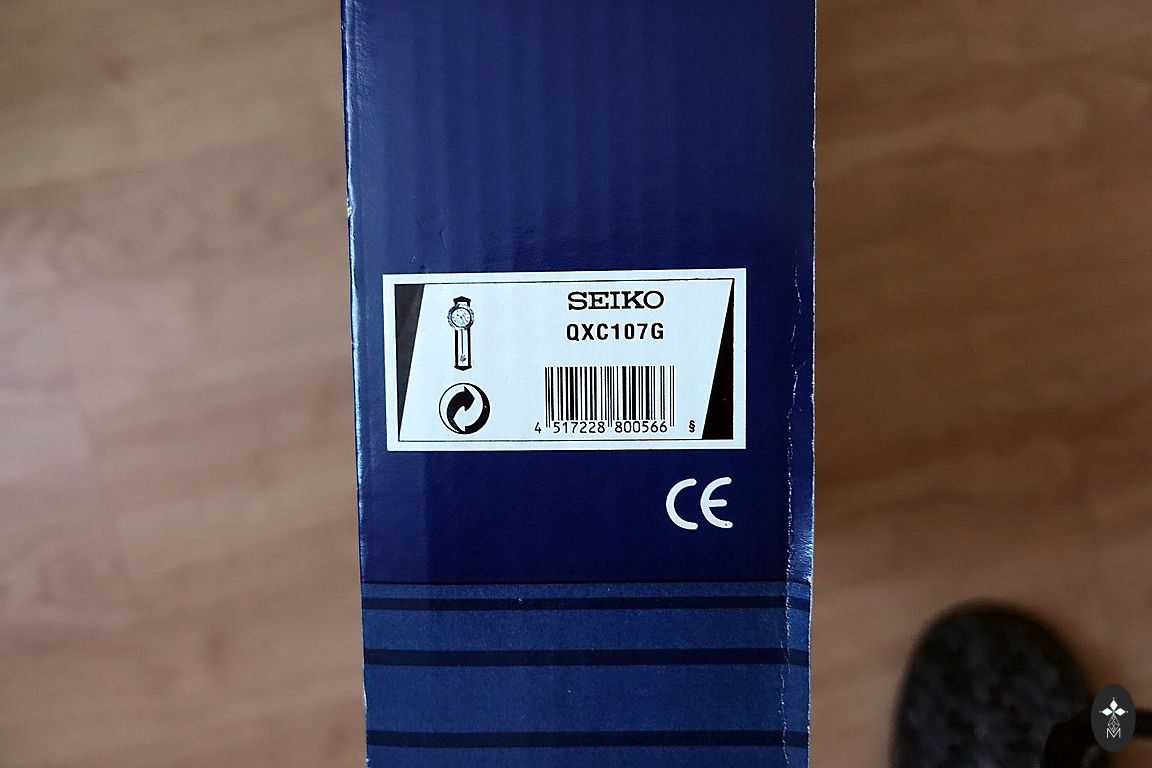 SEIKO
QXC107G
4 517228 800566 §
CE
M